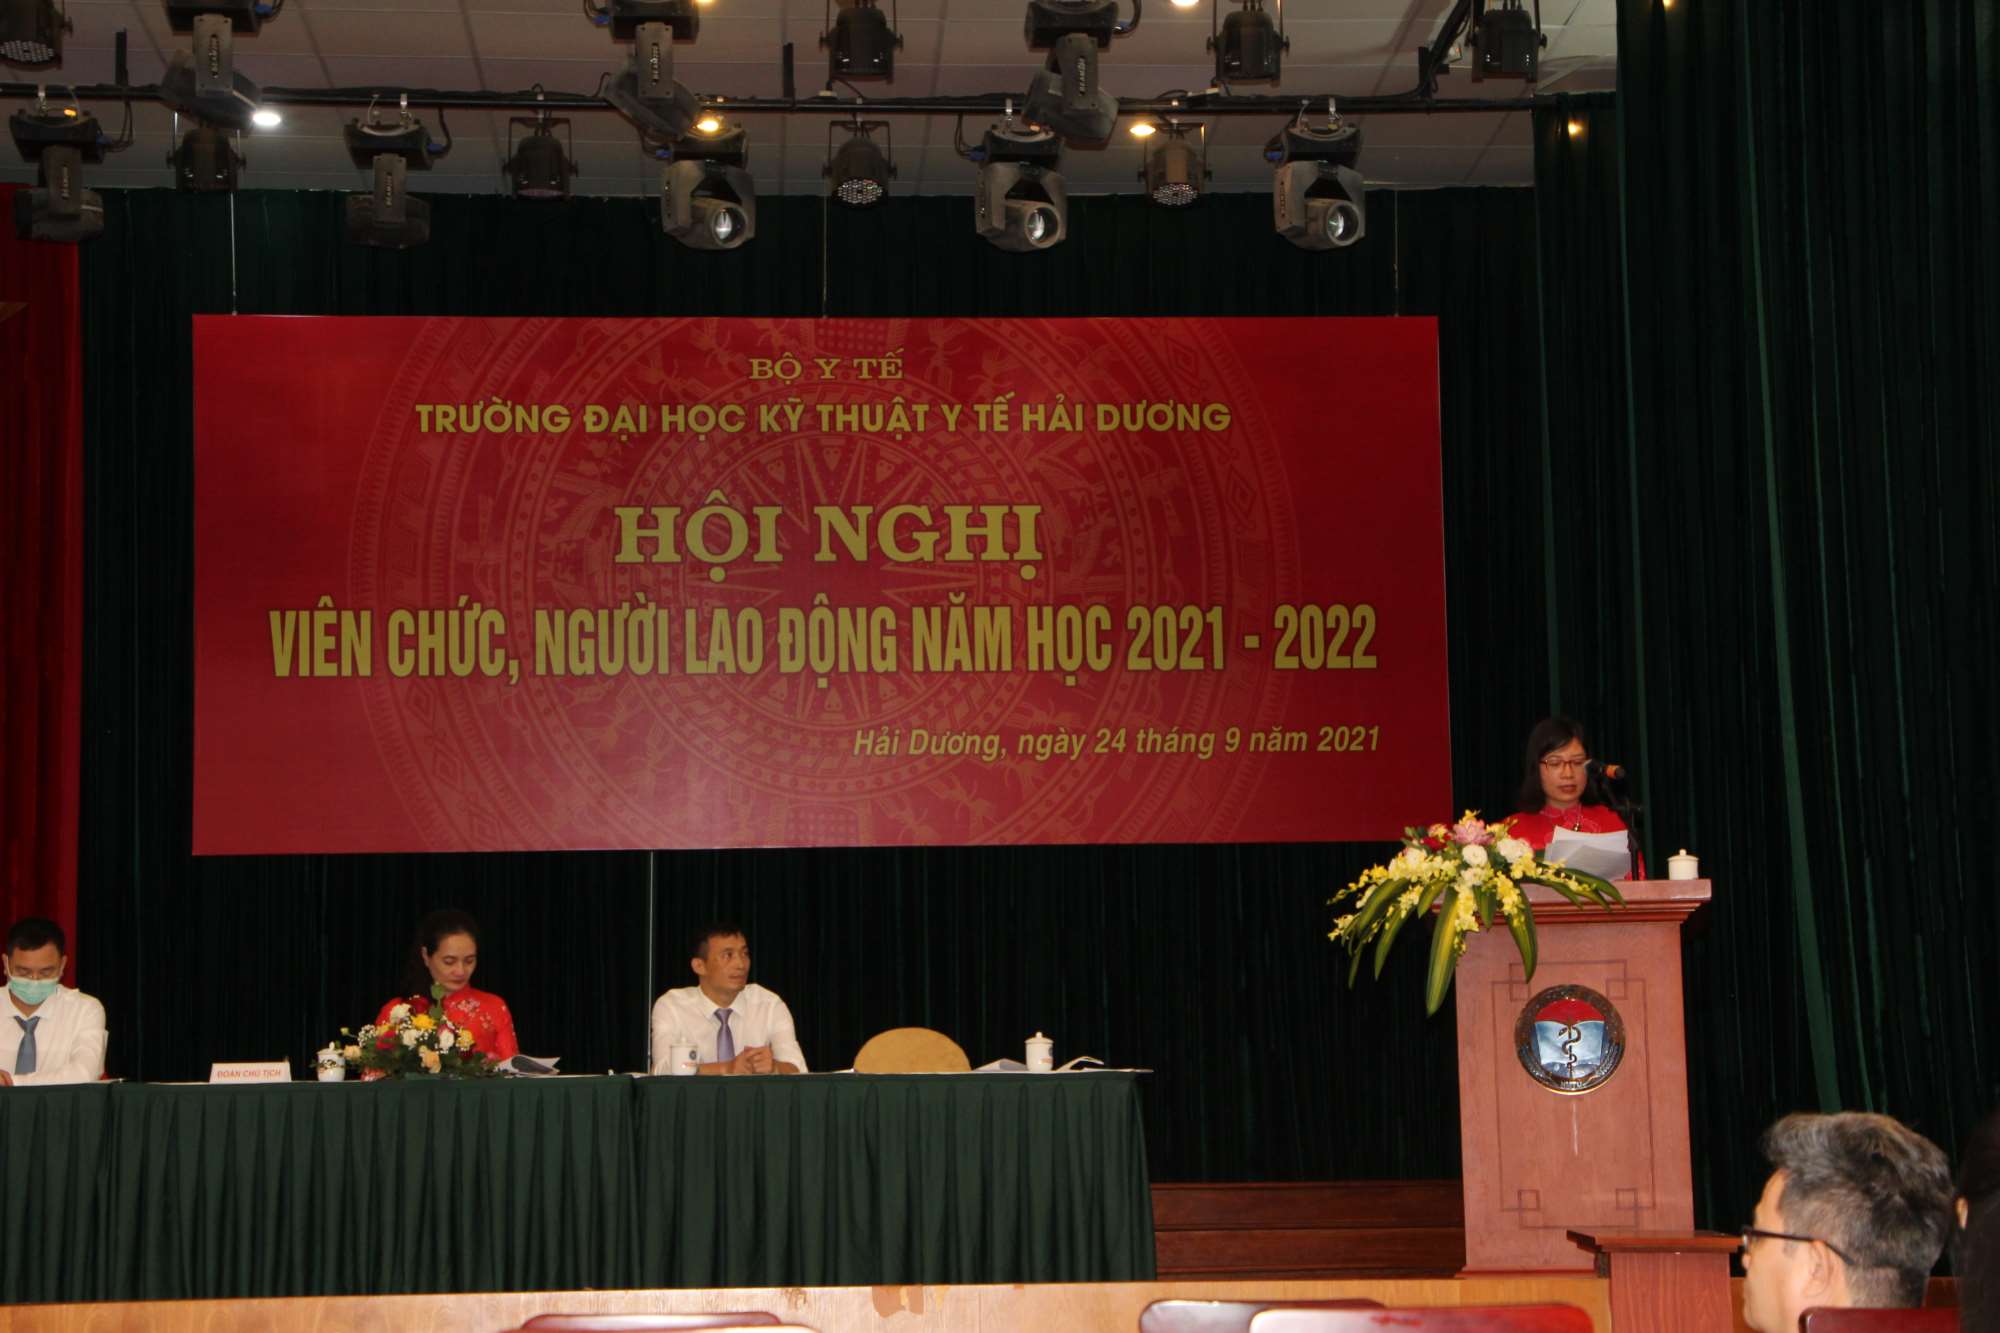 BỘ Y TẾ
TRƯỜNG ĐẠI HỌC KỸ THUẬT Y TẾ HẢI DƯƠNG
HỘI NGHỊ
VIÊN CHỨC, NGƯỜI LAO ĐỘNG NĂM HỌC 2021 - 2022
Hải Dương, ngày 24 tháng 9 năm 2021
ĐOÀN CHỦ TỊCH